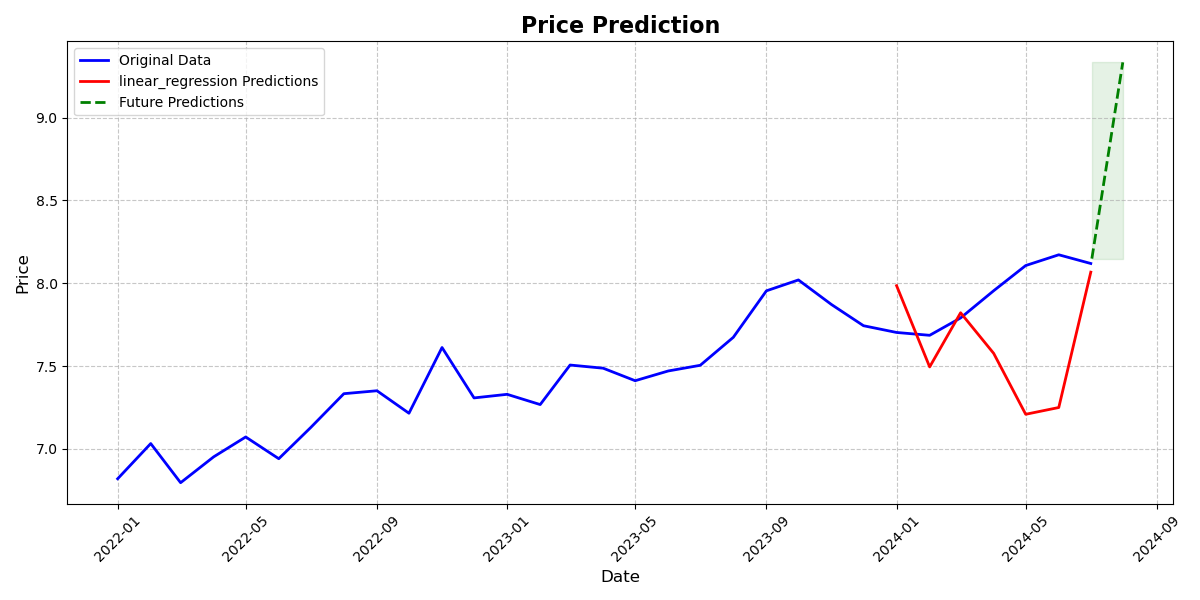 Price Prediction
Original Data
linear_regression Predictions
Future Predictions
Price
9.0
8.5
8.0
7.5
7.0
2022-01
2022-05
2022-09
2023-01
2023-05
2023-09
2024-01
2024-05
2024-09
Date